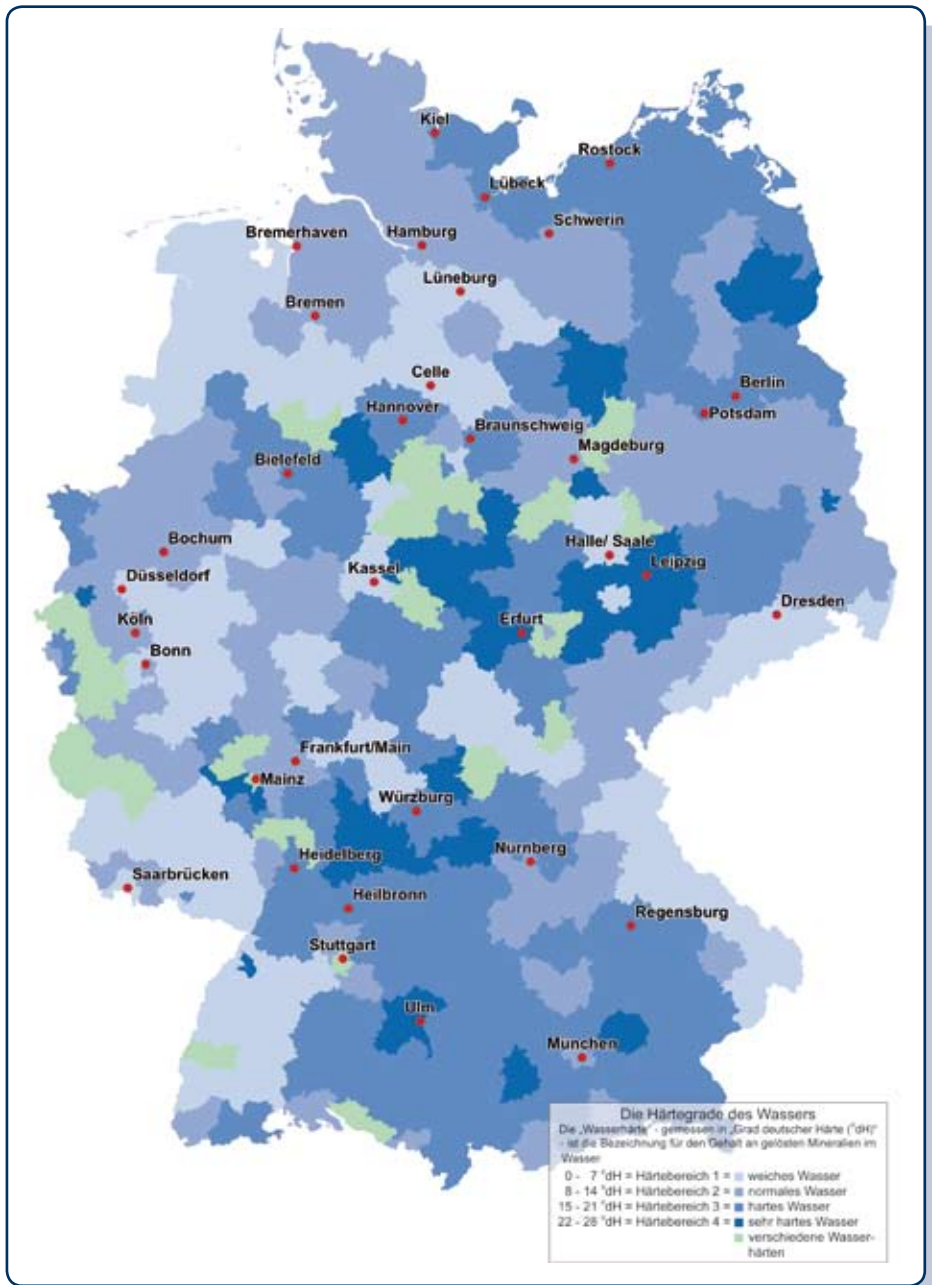 Kiel
Rostock
Lübeck
Schwerin
Bremerhaven
Hamburg
Lüneburg
Bremen
Celle
Berlin
Hannover
Potsdam
Braunschweig
Magdeburg
Bielefeld
Bochum
Halle/ Saale
Leipzig
Kassel
Düsseldorf
Dresden
Köln
Erfurt
Bonn
Frankfurt/Main
Mainz
Würzburg
Nürnberg
Heidelberg
Saarbrücken
Heilbronn
Regensburg
Stuttgart
Ulm
München
Die Härtegrade des Wassers
Die „Wasserhärte" - gemessen in „Grad deutscher Härte (°dH)"
- ist die Bezeichnung für den Gehalt an gelösten Mineralien im
Wasser
0 - 7 °dH = Härtebereich 1 = weiches Wasser
8 - 14 °dH = Härtebereich 2 = normales Wasser
15 - 21 °dH = Härtebereich 3 = hartes Wasser
22 - 28 °dH = Härtebereich 4 = sehr hartes Wasser
verschiedene Wasser-
härten